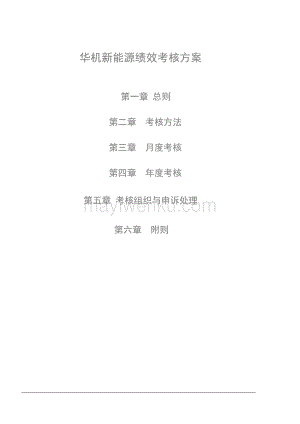 华机新能源绩效考核方案
第一章 总则
第二章 考核方法
第三章 月度考核
第四章 年度考核
第五章 考核组织与申诉处理
mayiwenku.com
第六章 附则